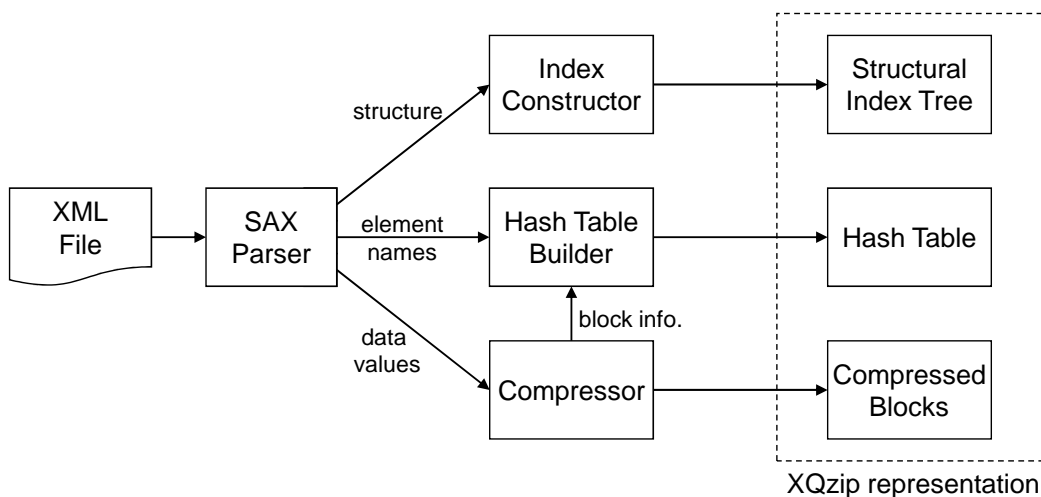 Index
Constructor
Structural
Index Tree
structure
XML
File
SAX
Parser
element
names
Hash Table
Builder
Hash Table
block info.
data
values
Compressor
Compressed
Blocks
XQzip representation